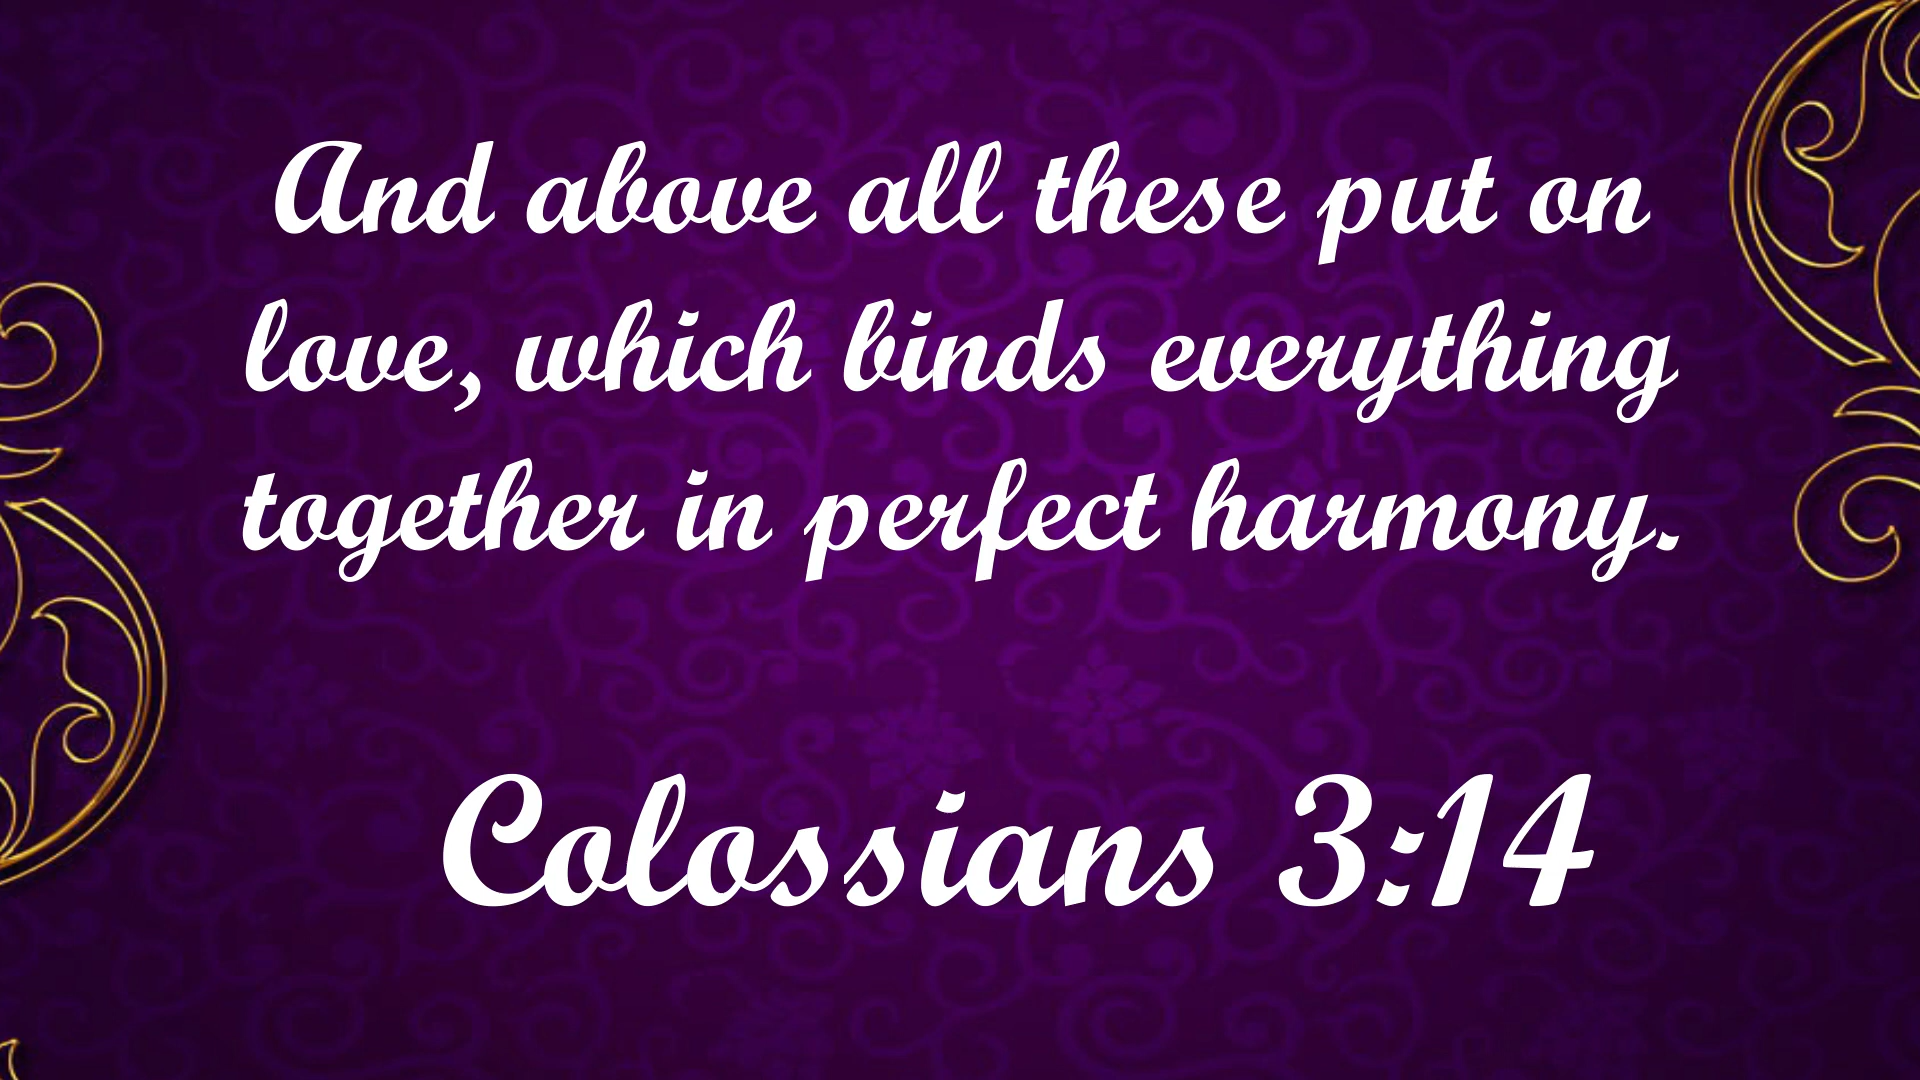 And above all these put on
love, which binds everything
together in perfect harmony.
Colossians 3:14